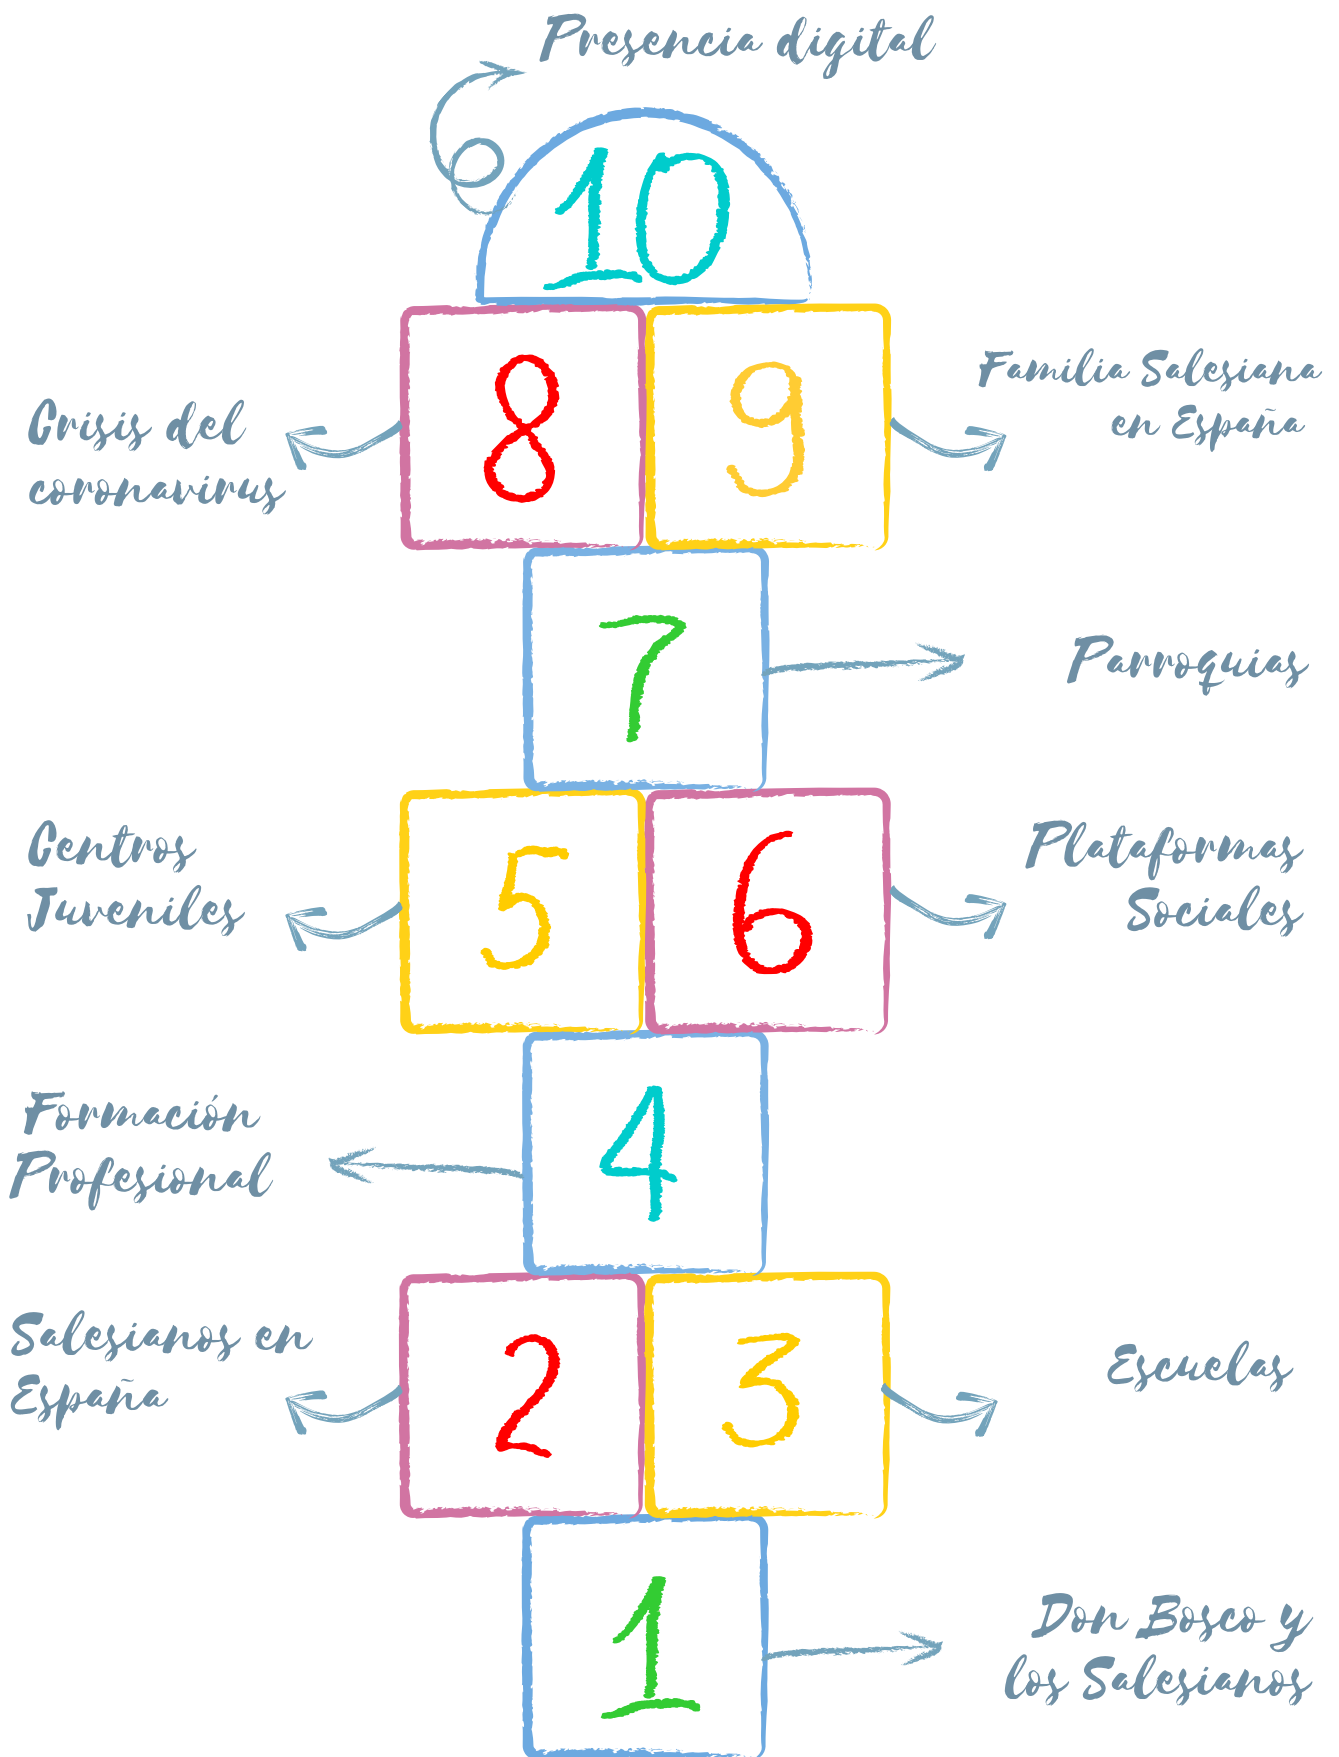 Presencia digital
10
8
9
Familia Salesiana
en España
Crisis del
coronavirus
7
Parroquias
Centros
Juveniles
5
6
Plataformas
Sociales
4
Formación
Profesional
Salesianos en
España
2
3
Escuelas
1
Don Bosco y
los Salesianos